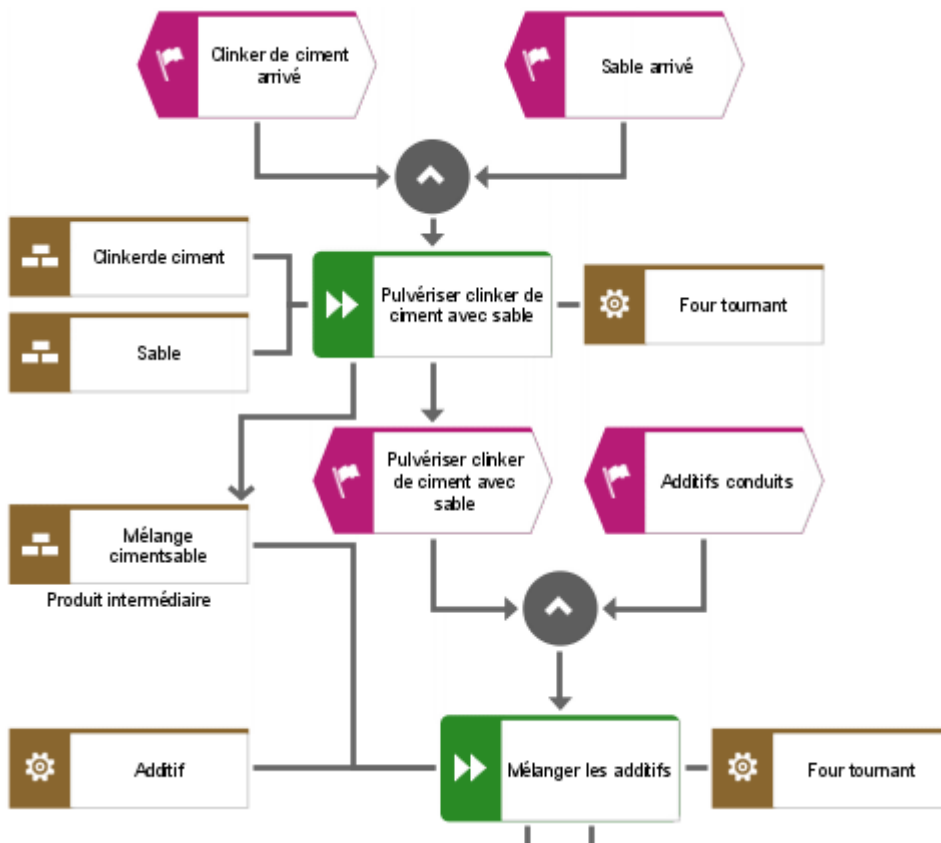 Clinker de ciment
arrivé
Sable arrivé
Clinkerde ciment
Pulvériser clinker de
ciment avec sable
Four tournant
Sable
Pulvériser clinker
de ciment avec
sable
Additifs conduits
Mélange
cimentsable
Produit intermédiaire
Additif
Mélanger les additifs
Four tournant